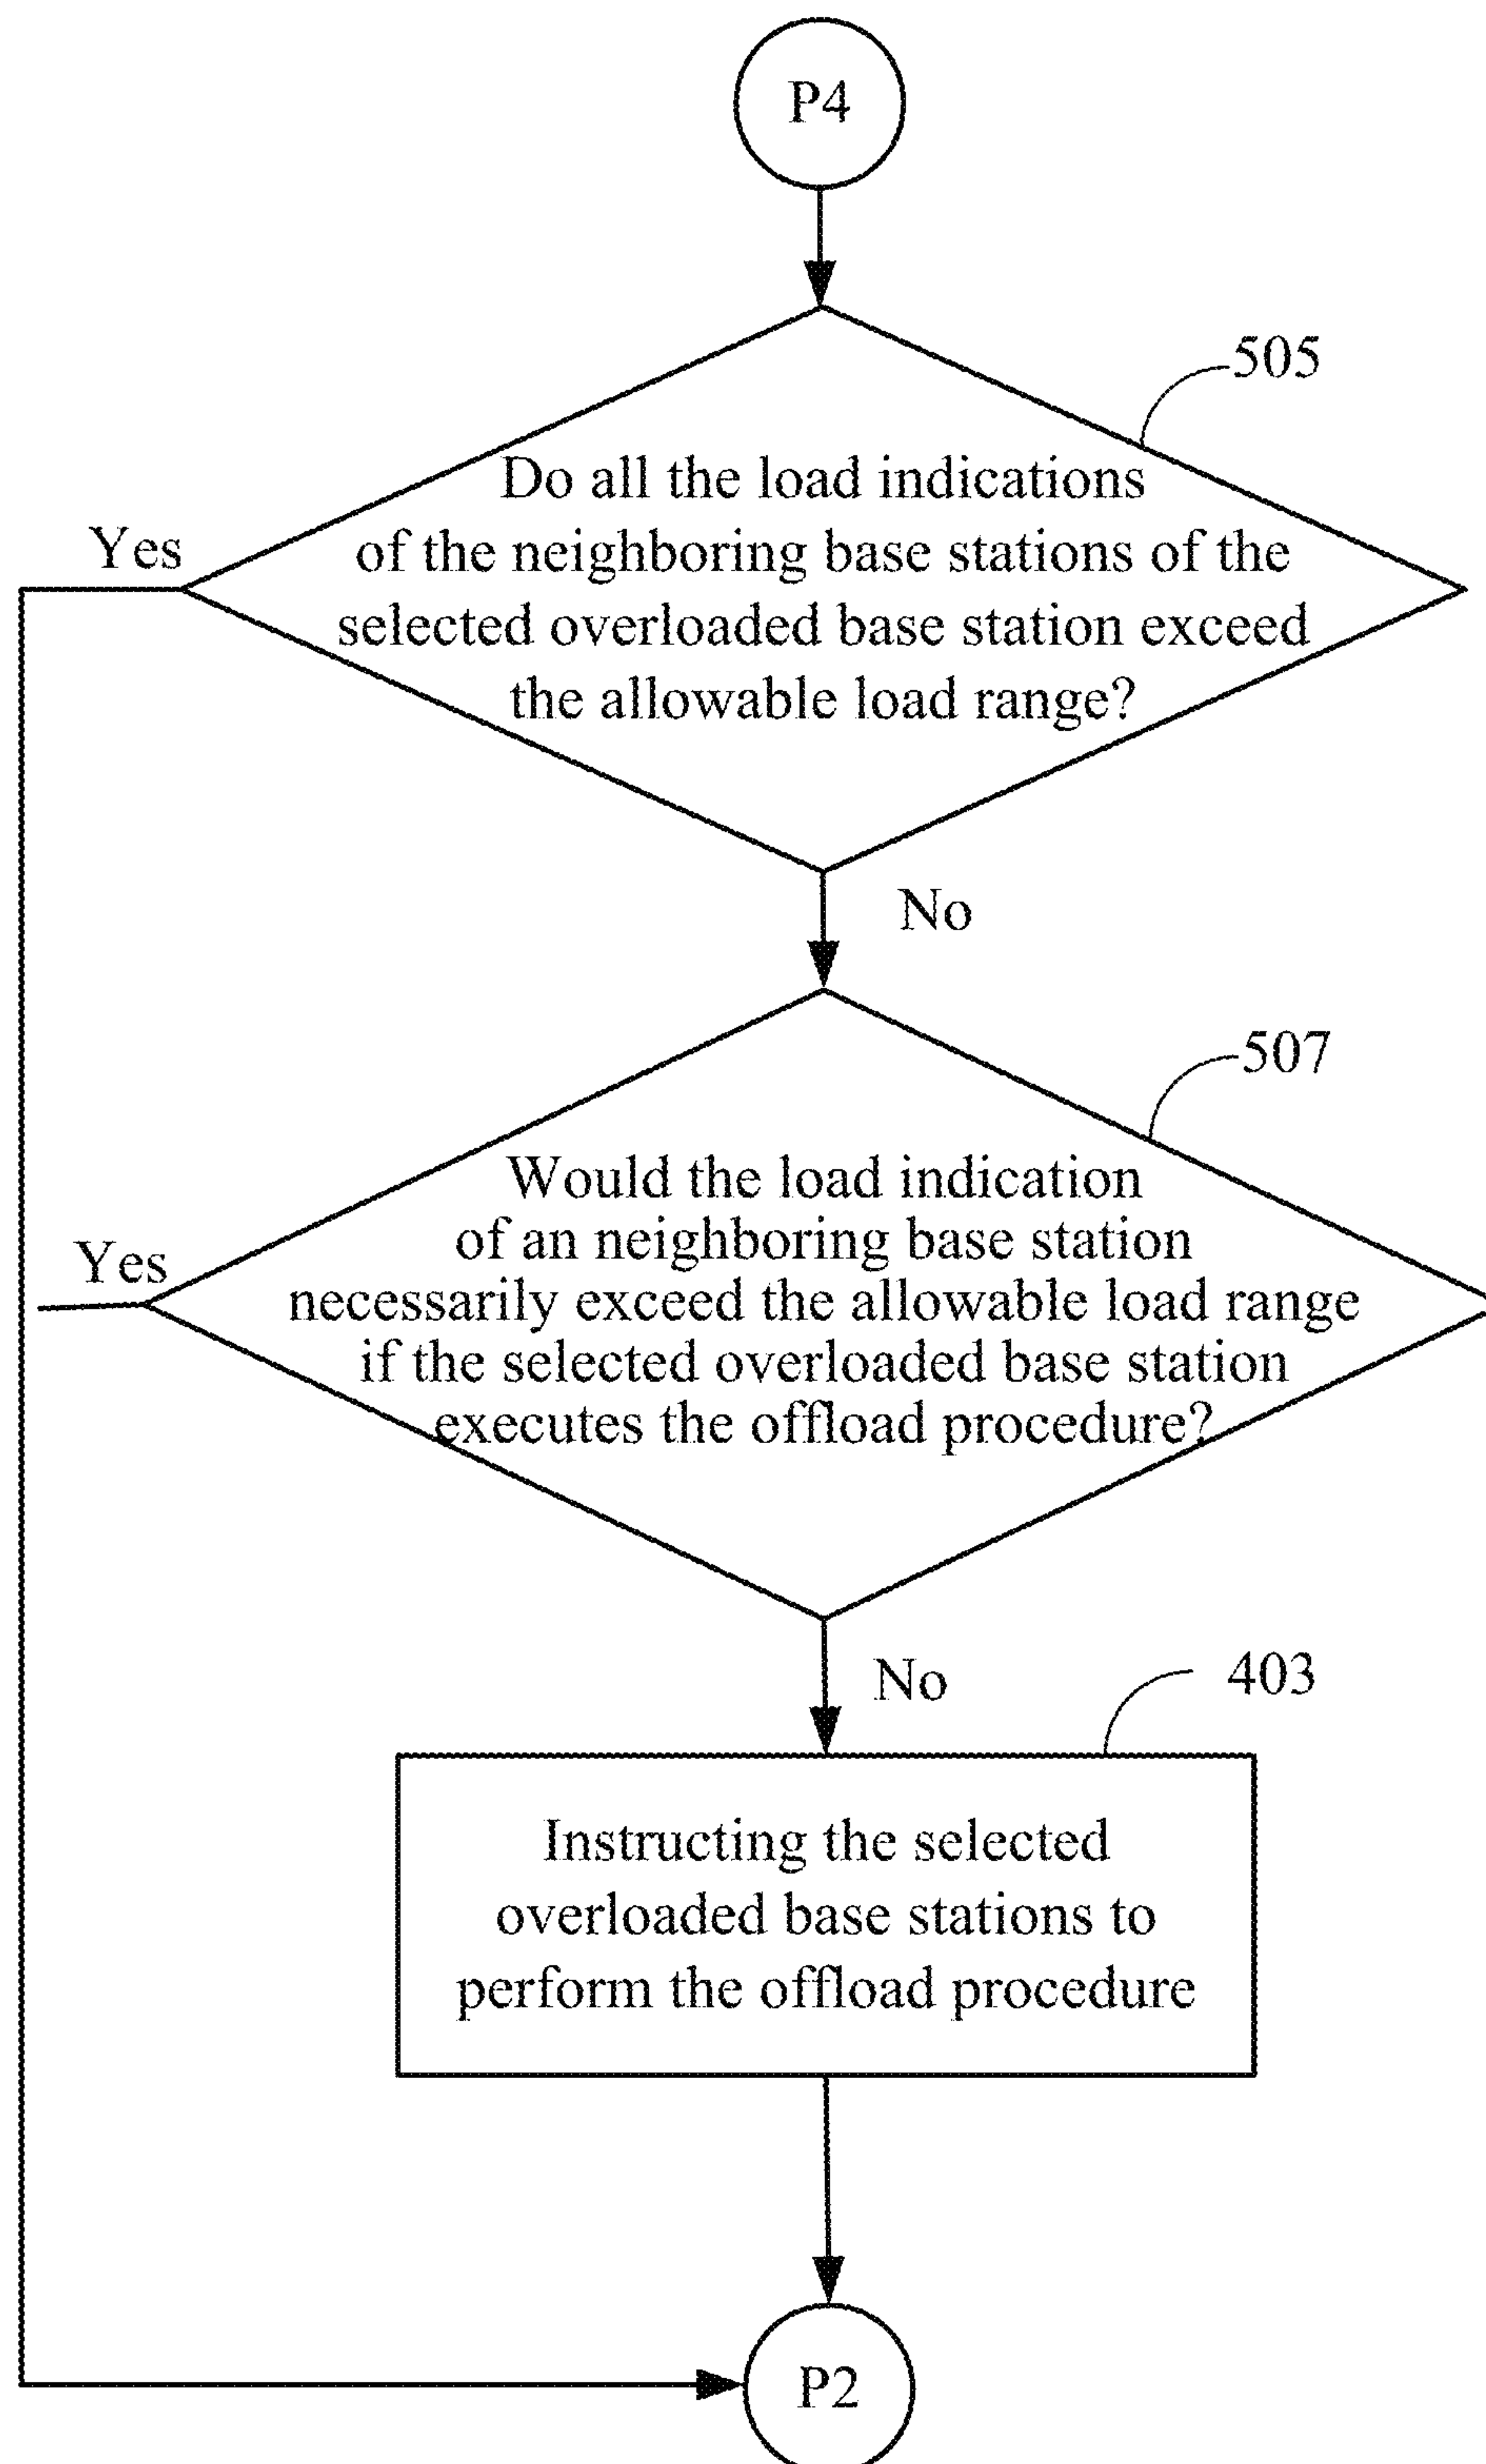 P4
505
Do all the load indications
of the neighboring base stations of the
selected overloaded base station exceed
the allowable load range?
Yes
No
507
Would the load indication
of an neighboring base station
necessarily exceed the allowable load range
if the selected overloaded base station
executes the offload procedure?
Yes
No
403
Instructing the selected
overloaded base stations to
perform the offload procedure
P2